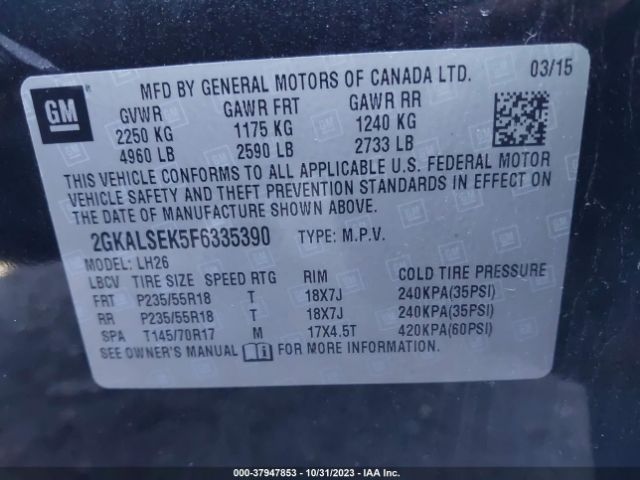 GM
MFD BY GENERAL MOTORS OF CANADA LTD. 03/15
GVWR GAWR FRT GAWR RR
2250 KG 1175 KG 1240 KG
4960 LB 2590 LB 2733 LB
THIS VEHICLE CONFORMS TO ALL APPLICABLE U.S. FEDERAL MOTOR
VEHICLE SAFETY AND THEFT PREVENTION STANDARDS IN EFFECT ON
THE DATE OF MANUFACTURE SHOWN ABOVE.
2GKALSEK5F6335390 TYPE: M.P.V.
MODEL: LH26
LBCV TIRE SIZE SPEED RTG RIM COLD TIRE PRESSURE
FRT P235/55R18 T 18X7J 240KPA(35PSI)
RR P235/55R18 T 18X7J 240KPA(35PSI)
SPA T145/70R17 M 17X4.5T 420KPA(60PSI)
SEE OWNER'S MANUAL FOR MORE INFORMATION.
000-37947853 - 10/31/2023 - IAA Inc.